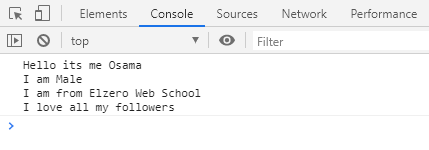 Elements Console Sources Network Performance
top Filter
Hello its me Osama
I am Male
I am from Elzero Web School
I love all my followers